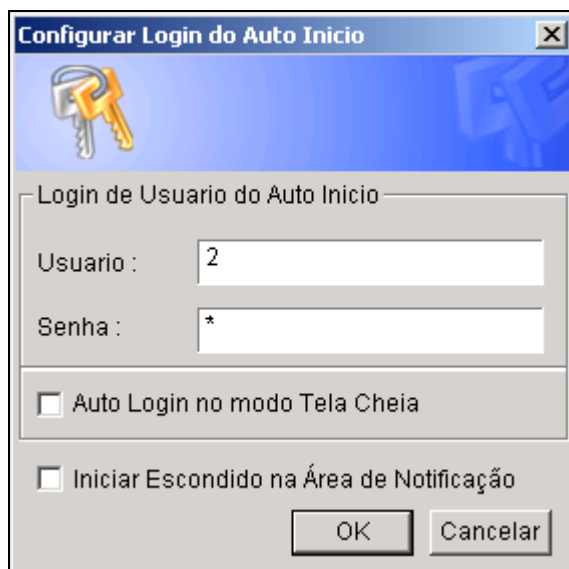 Configurar Login do Auto Inicio
Login de Usuario do Auto Inicio
Usuario : 2
Senha : *
Auto Login no modo Tela Cheia
Iniciar Escondido na Área de Notificação
OK Cancelar